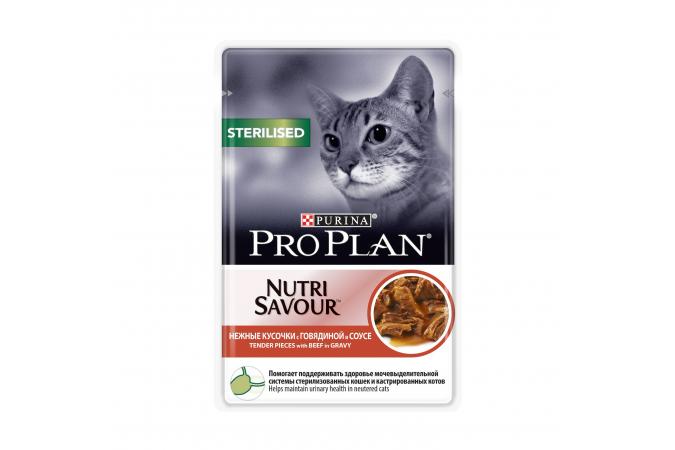 STERILISED
PURINA®
PRO PLAN®
NUTRI
SAVOUR™
НЕЖНЫЕ КУСОЧКИ с ГОВЯДИНОЙ в СОУСЕ
TENDER PIECES with BEEF in GRAVY
Помогает поддерживать здоровье мочевыделительной
системы стерилизованных кошек и кастрированных котов
Helps maintain urinary health in neutered cats